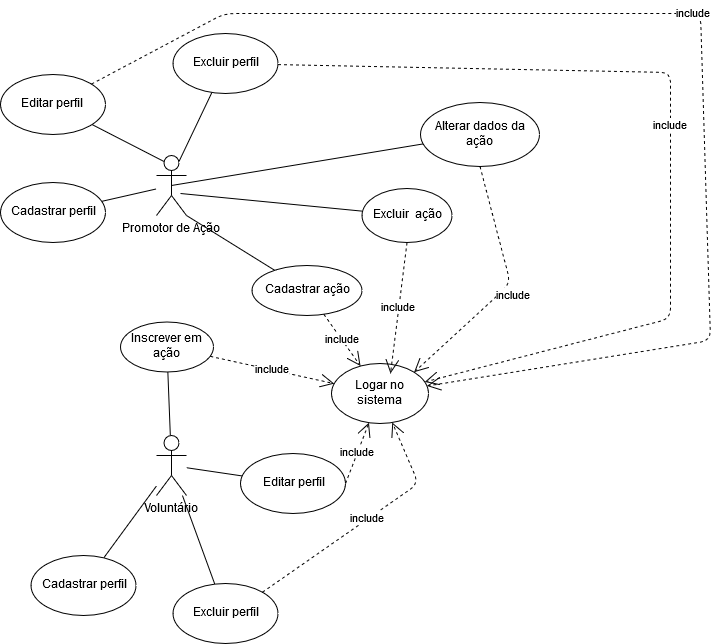 include
Excluir perfil
Editar perfil
include
Alterar dados da
ação
Cadastrar perfil
Excluir ação
Promotor de Ação
Cadastrar ação
include
include
Inscrever em
ação
include
include
Logar no
sistema
include
Editar perfil
Voluntário
include
Cadastrar perfil
Excluir perfil